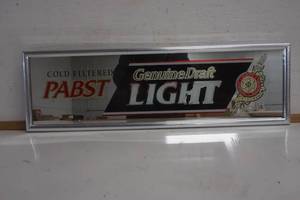 COLD FILTERED
PABST
Genuine Draft
LIGHT